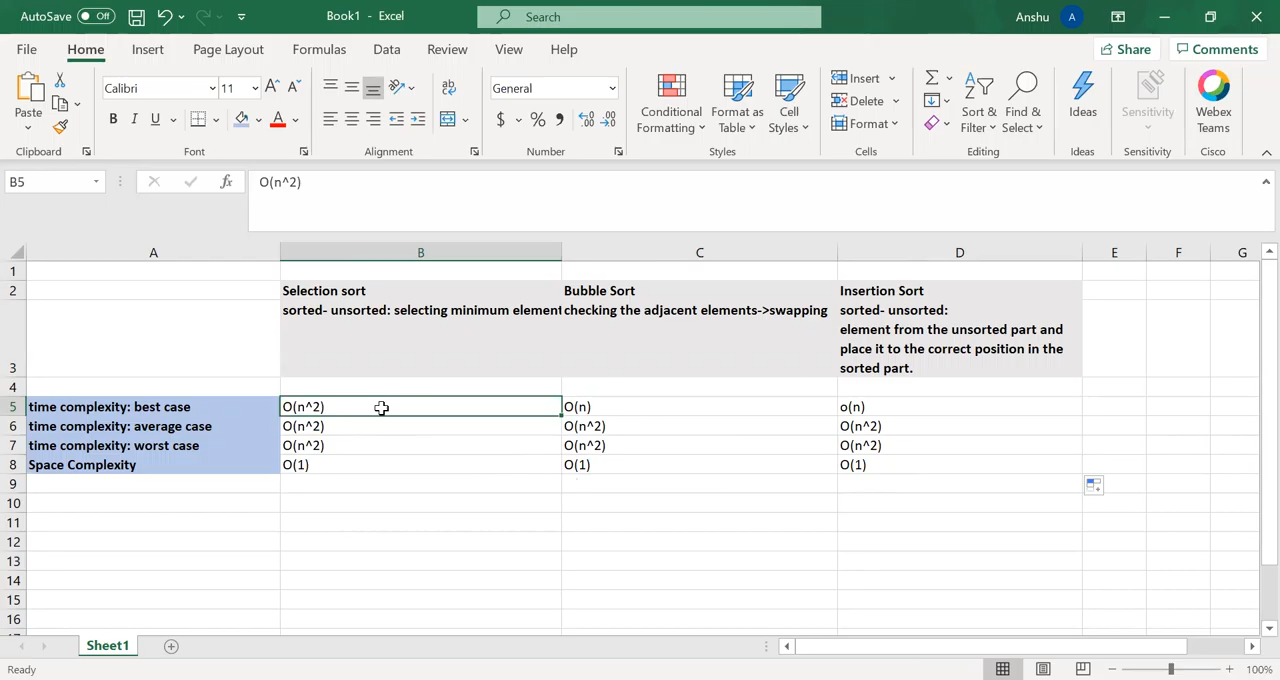 AutoSave Off Book1 - Excel Search Anshu A
File Home Insert Page Layout Formulas Data Review View Help Share Comments
Paste
Clipboard
Calibri 11
B I U A
Font
Alignment
General
$ % 9
Number
Conditional Formatting
Format as Table
Cell Styles
Styles
Insert
Delete
Format
Cells
Sort & Filter
Find & Select
Editing
Ideas
Ideas
Sensitivity
Sensitivity
Webex Teams
Cisco
B5 fx O(n^2)
A B C D E F G
1
2 Selection sort Bubble Sort Insertion Sort
sorted- unsorted: selecting minimum element checking the adjacent elements->swapping sorted- unsorted:
element from the unsorted part and
place it to the correct position in the
3 sorted part.
4
5 time complexity: best case O(n^2) O(n) o(n)
6 time complexity: average case O(n^2) O(n^2) O(n^2)
7 time complexity: worst case O(n^2) O(n^2) O(n^2)
8 Space Complexity O(1) O(1) O(1)
9
10
11
12
13
14
15
16
Sheet1
Ready 100%